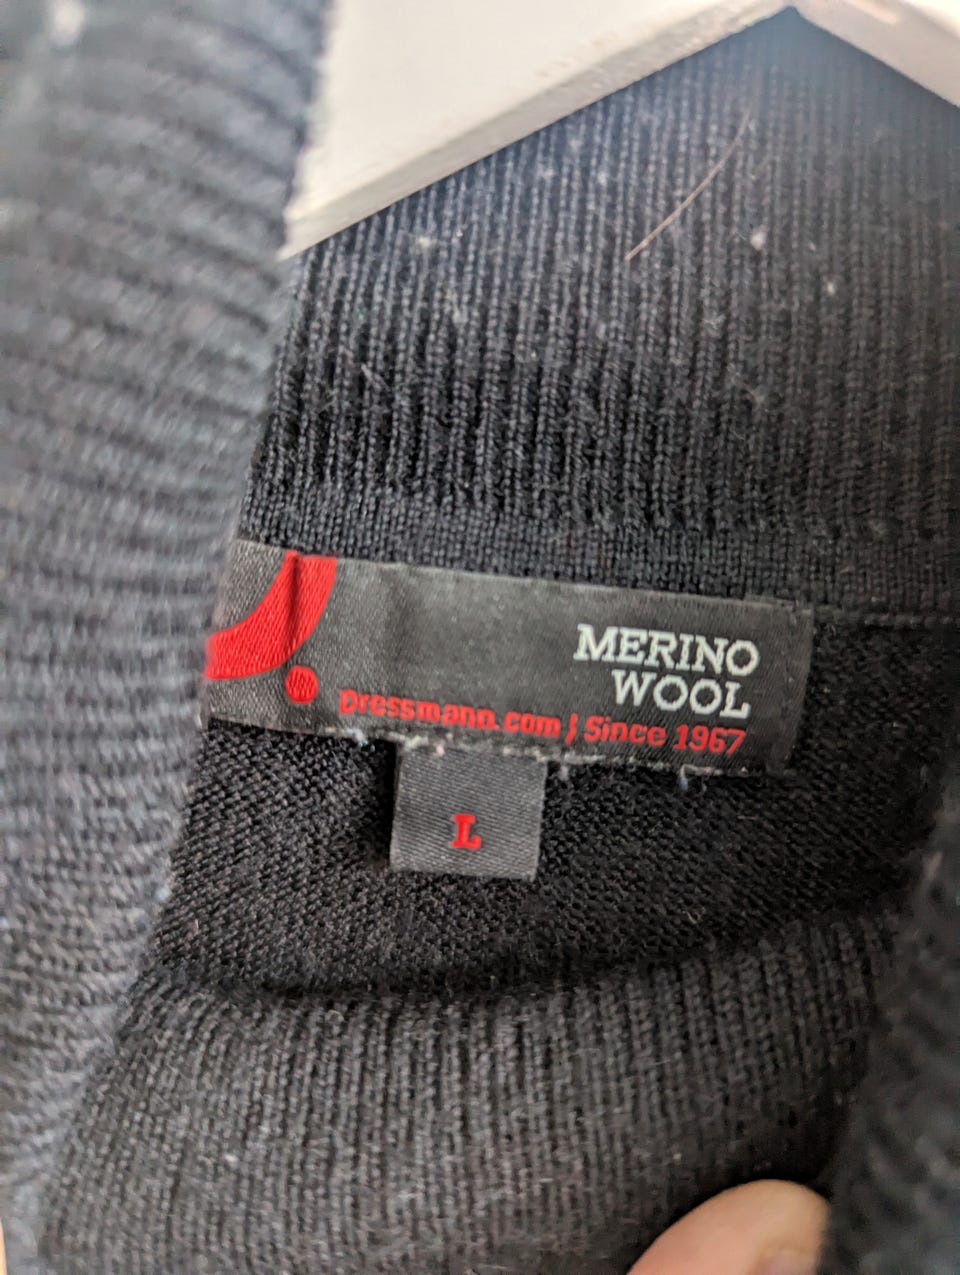 MERINO
WOOL
Dressmann.com | Since 1967
L